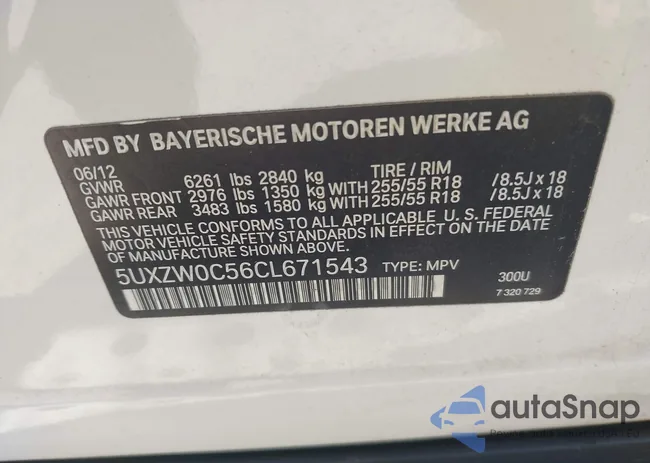 MFD BY BAYERISCHE MOTOREN WERKE AG
06/12 TIRE / RIM
GVWR 6261 lbs 2840 kg
GAWR FRONT 2976 lbs 1350 kg WITH 255/55 R18 /8.5J x 18
GAWR REAR 3483 lbs 1580 kg WITH 255/55 R18 /8.5J x 18
THIS VEHICLE CONFORMS TO ALL APPLICABLE U. S. FEDERAL
MOTOR VEHICLE SAFETY STANDARDS IN EFFECT ON THE DATE
OF MANUFACTURE SHOWN ABOVE.
5UXZW0C56CL671543 TYPE: MPV 300U
7 320 729
autaSnap